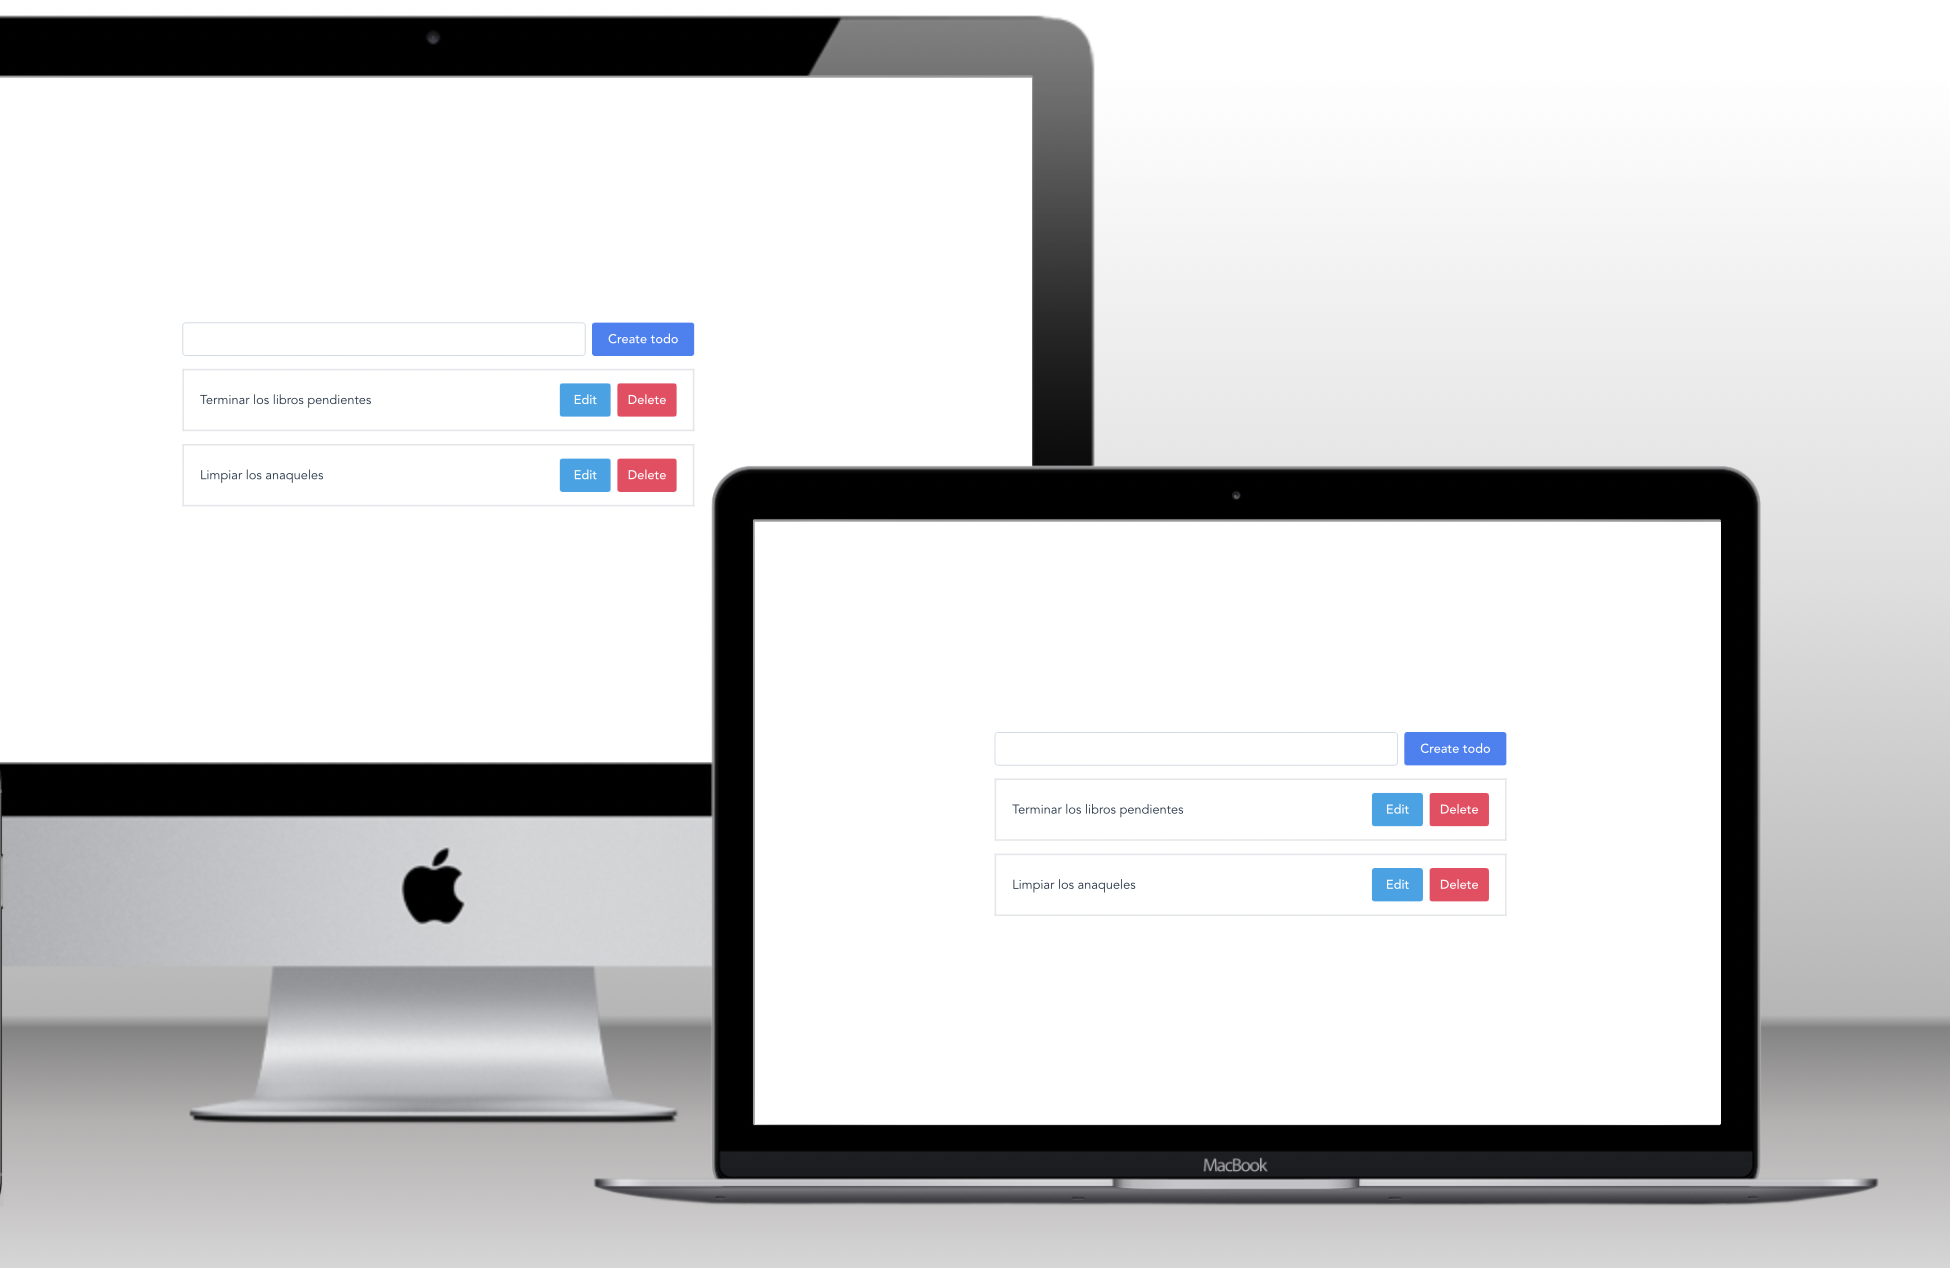 Create todo
Terminar los libros pendientes Edit Delete
Limpiar los anaqueles Edit Delete
Create todo
Terminar los libros pendientes Edit Delete
Limpiar los anaqueles Edit Delete
MacBook